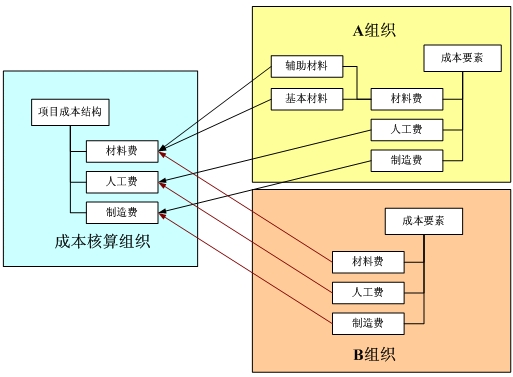 项目成本结构
材料费
人工费
制造费
成本核算组织
A组织
成本要素
辅助材料
基本材料
材料费
人工费
制造费
成本要素
材料费
人工费
制造费
B组织